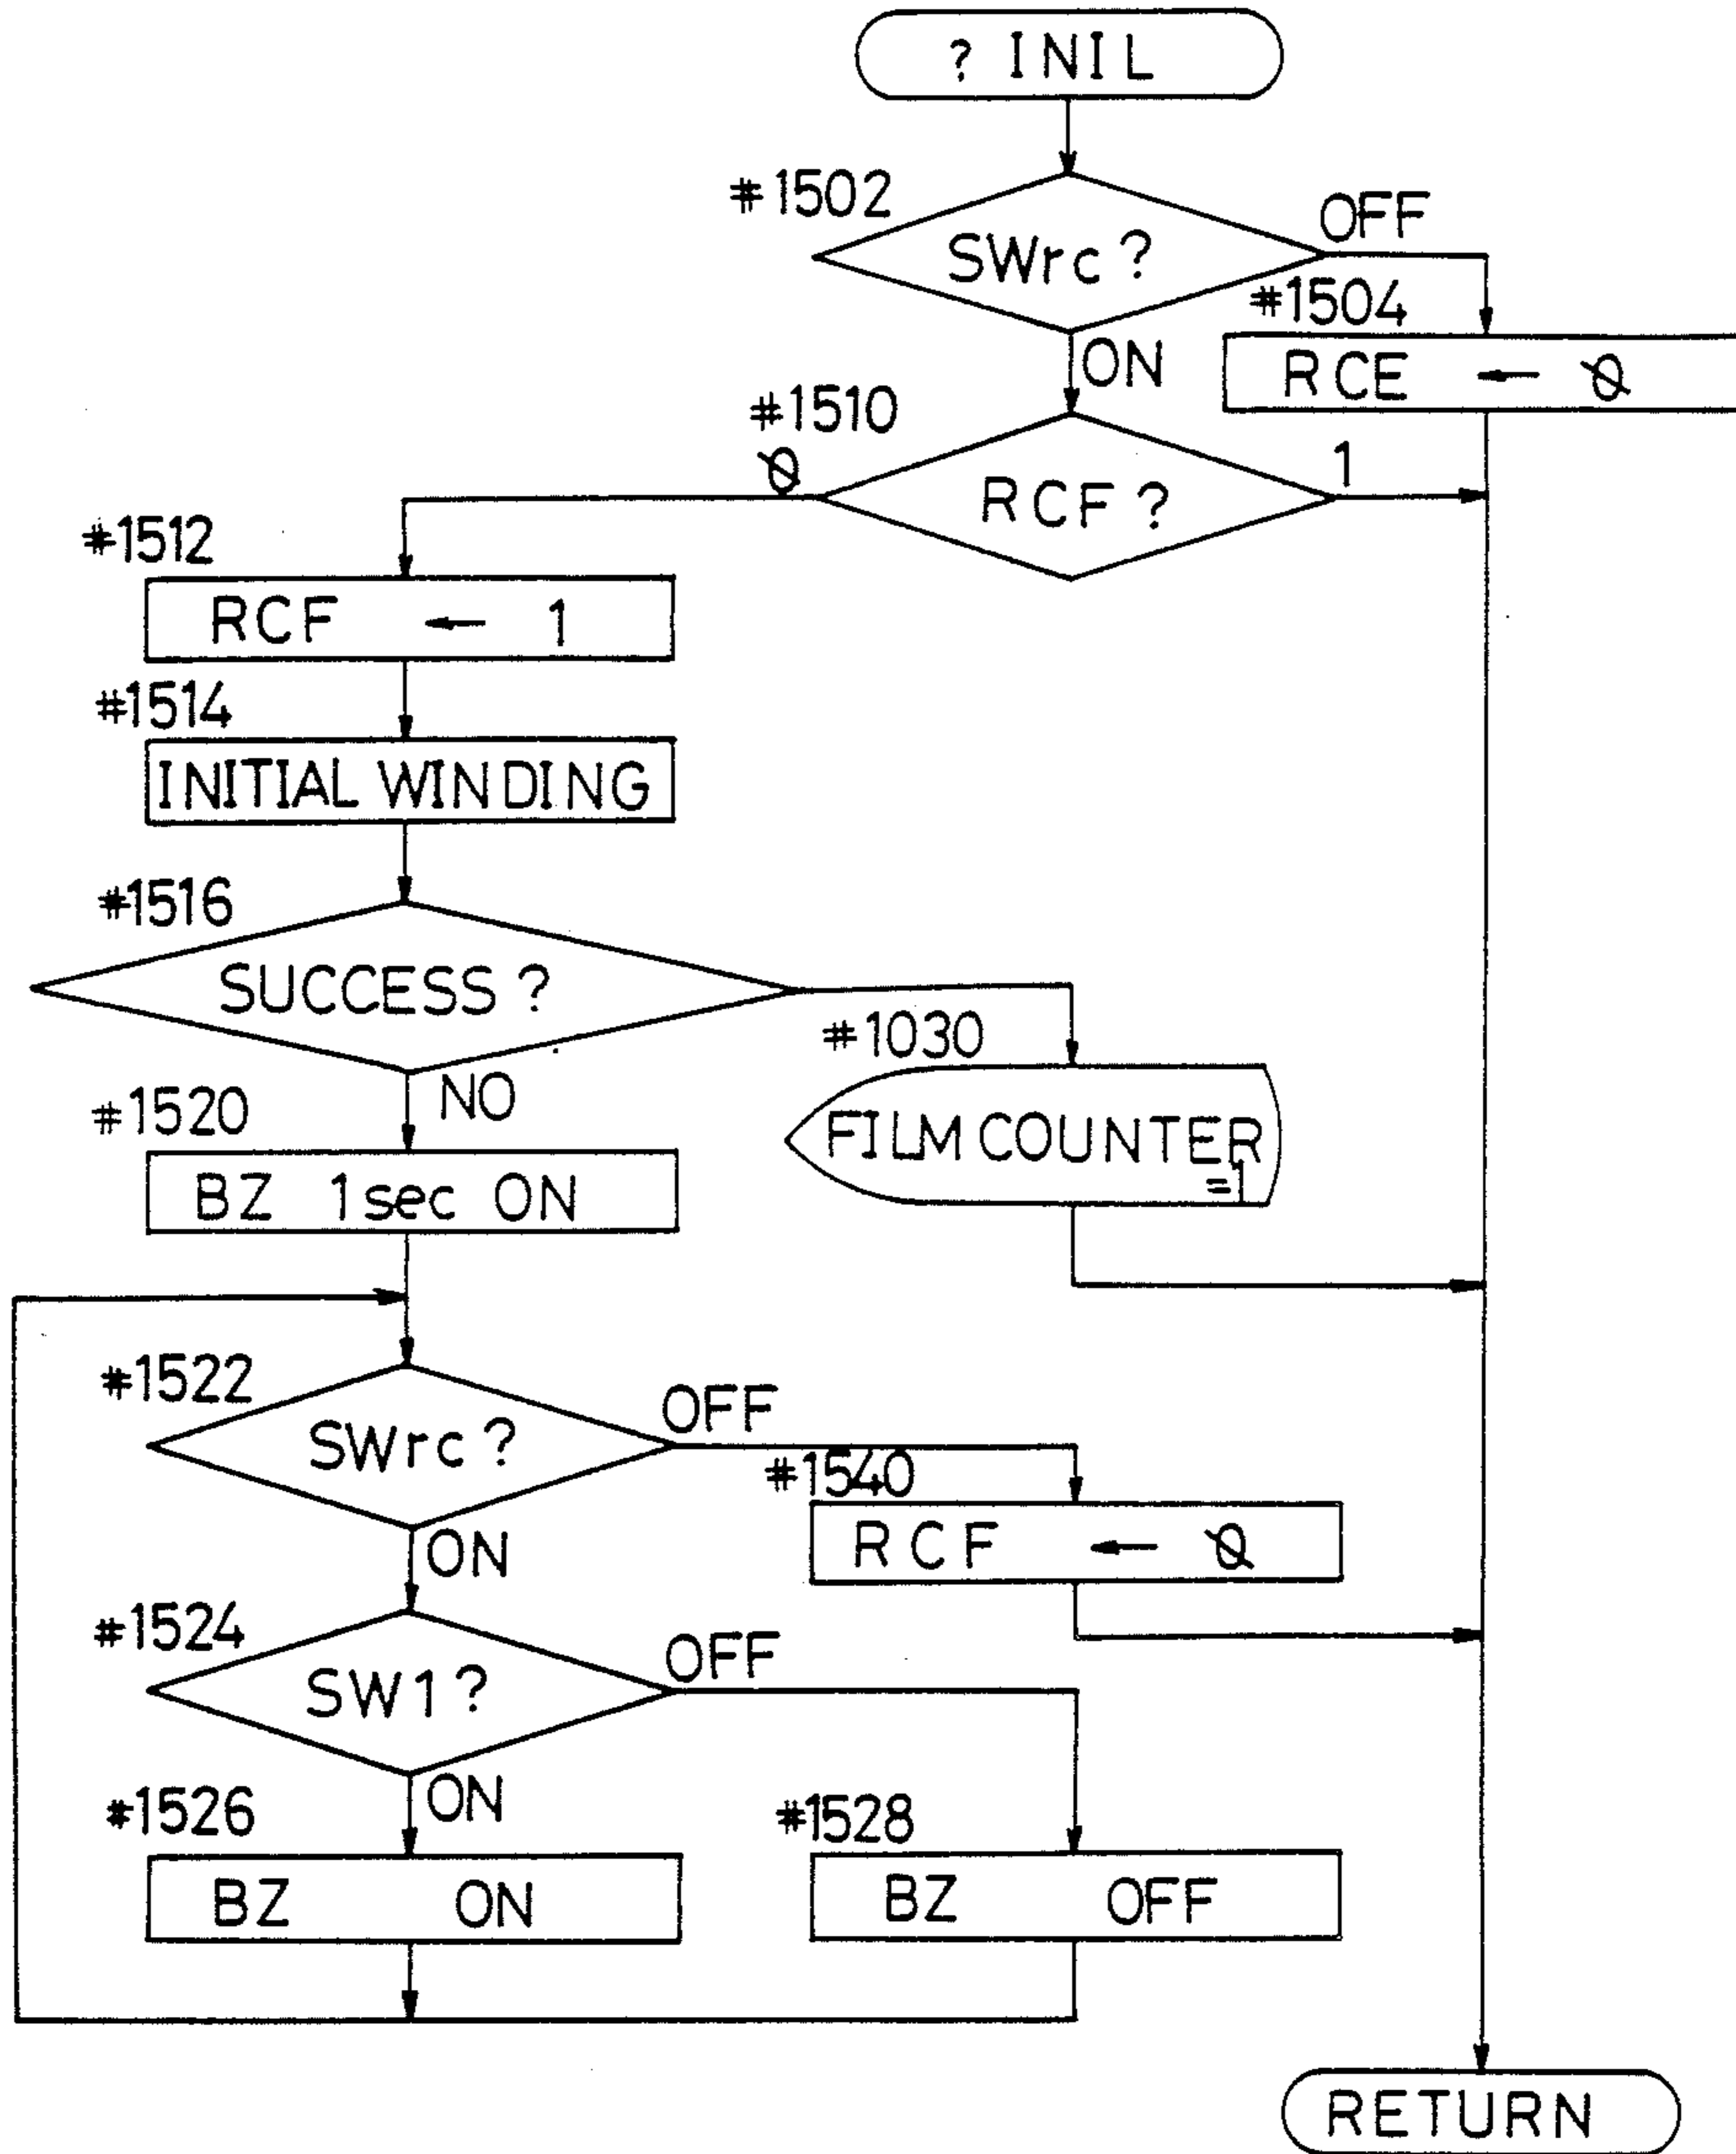 ? INIL
#1502
SWrc ?
OFF
#1504
RCE ← 0
ON
#1510
0
RCF ?
1
#1512
RCF ← 1
#1514
INITIAL WINDING
#1516
SUCCESS ?
#1030
FILM COUNTER
=1
NO
#1520
BZ 1sec ON
#1522
SWrc ?
OFF
#1540
RCF ← 0
ON
#1524
SW1 ?
OFF
ON
#1526
BZ ON
#1528
BZ OFF
RETURN